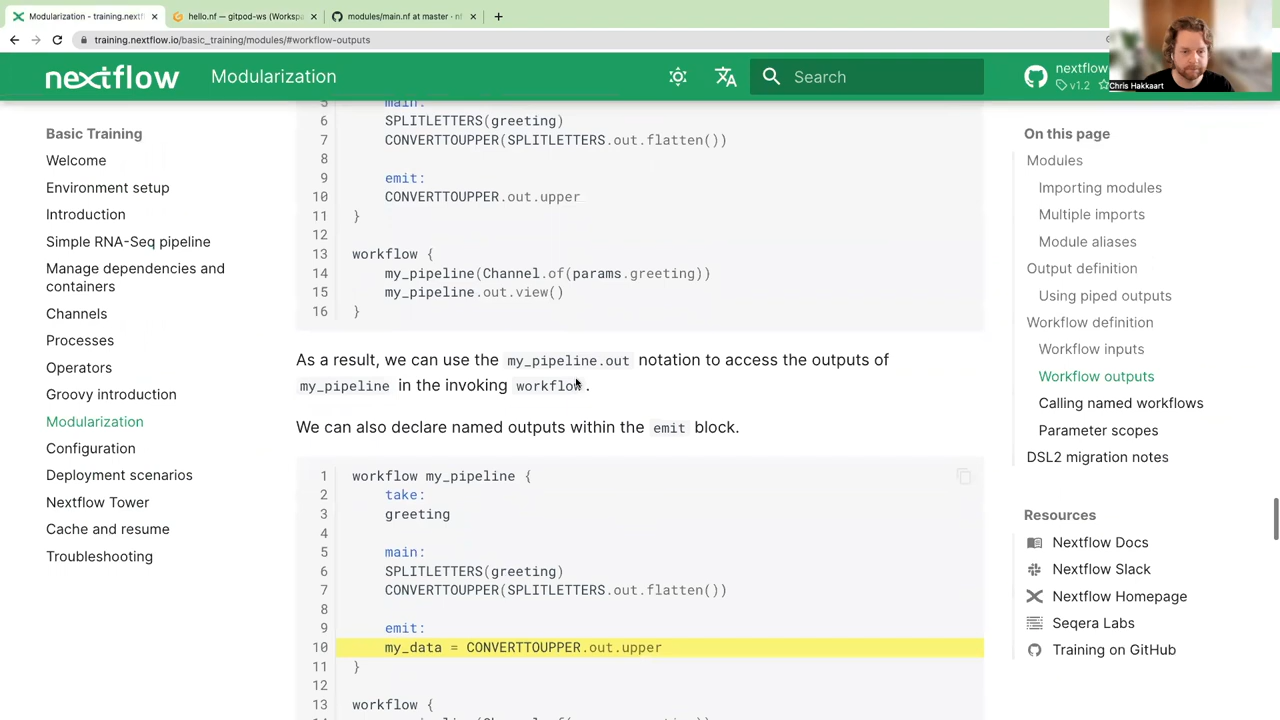 Modularization - training.nextfl
hello.nf — gitpod-ws (Workspa
modules/main.nf at master · nf
training.nextflow.io/basic_training/modules/#workflow-outputs
nextflow
Modularization
Search
nextflow
v1.2
Chris Hakkaart
Basic Training
Welcome
Environment setup
Introduction
Simple RNA-Seq pipeline
Manage dependencies and
containers
Channels
Processes
Operators
Groovy introduction
Modularization
Configuration
Deployment scenarios
Nextflow Tower
Cache and resume
Troubleshooting
5 main:
6 SPLITLETTERS(greeting)
7 CONVERTTOUPPER(SPLITLETTERS.out.flatten())
8
9 emit:
10 CONVERTTOUPPER.out.upper
11 }
12
13 workflow {
14 my_pipeline(Channel.of(params.greeting))
15 my_pipeline.out.view()
16 }
As a result, we can use the my_pipeline.out notation to access the outputs of
my_pipeline in the invoking workflow .
We can also declare named outputs within the emit block.
1 workflow my_pipeline {
2 take:
3 greeting
4
5 main:
6 SPLITLETTERS(greeting)
7 CONVERTTOUPPER(SPLITLETTERS.out.flatten())
8
9 emit:
10 my_data = CONVERTTOUPPER.out.upper
11 }
12
13 workflow {
On this page
Modules
Importing modules
Multiple imports
Module aliases
Output definition
Using piped outputs
Workflow definition
Workflow inputs
Workflow outputs
Calling named workflows
Parameter scopes
DSL2 migration notes
Resources
Nextflow Docs
Nextflow Slack
Nextflow Homepage
Seqera Labs
Training on GitHub